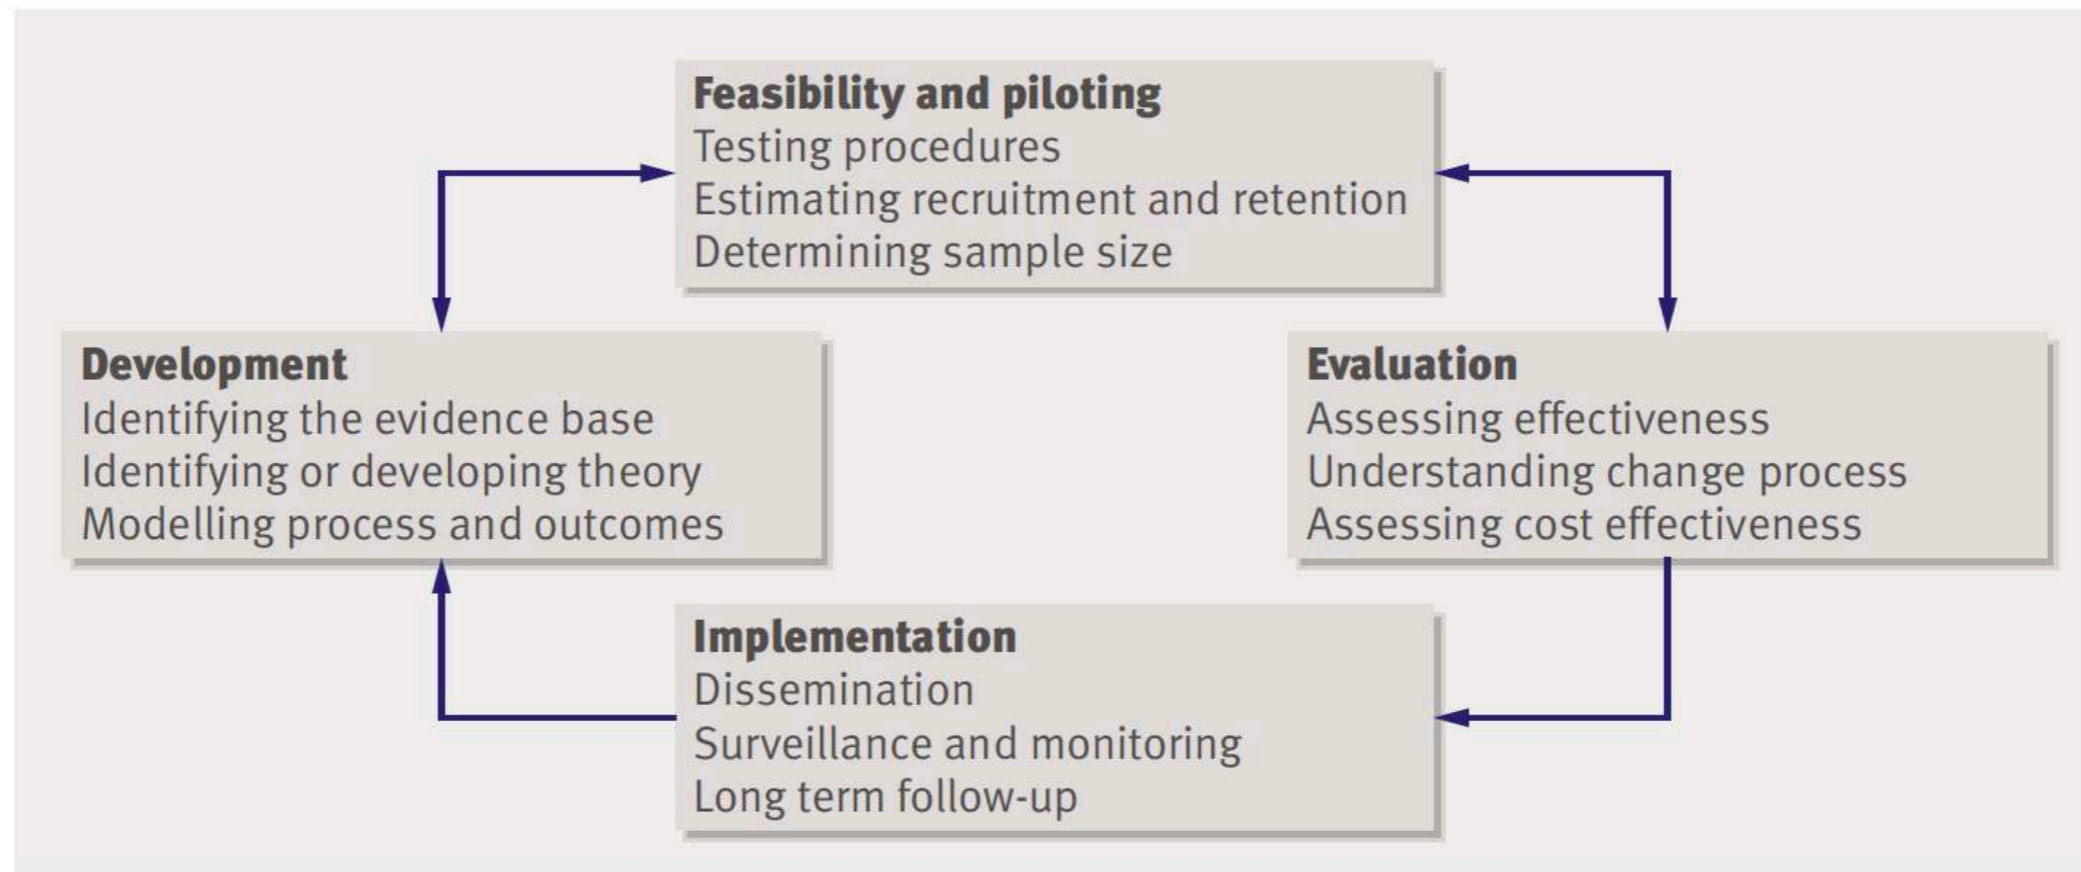 Feasibility and piloting
Testing procedures
Estimating recruitment and retention
Determining sample size
Development
Identifying the evidence base
Identifying or developing theory
Modelling process and outcomes
Evaluation
Assessing effectiveness
Understanding change process
Assessing cost effectiveness
Implementation
Dissemination
Surveillance and monitoring
Long term follow-up